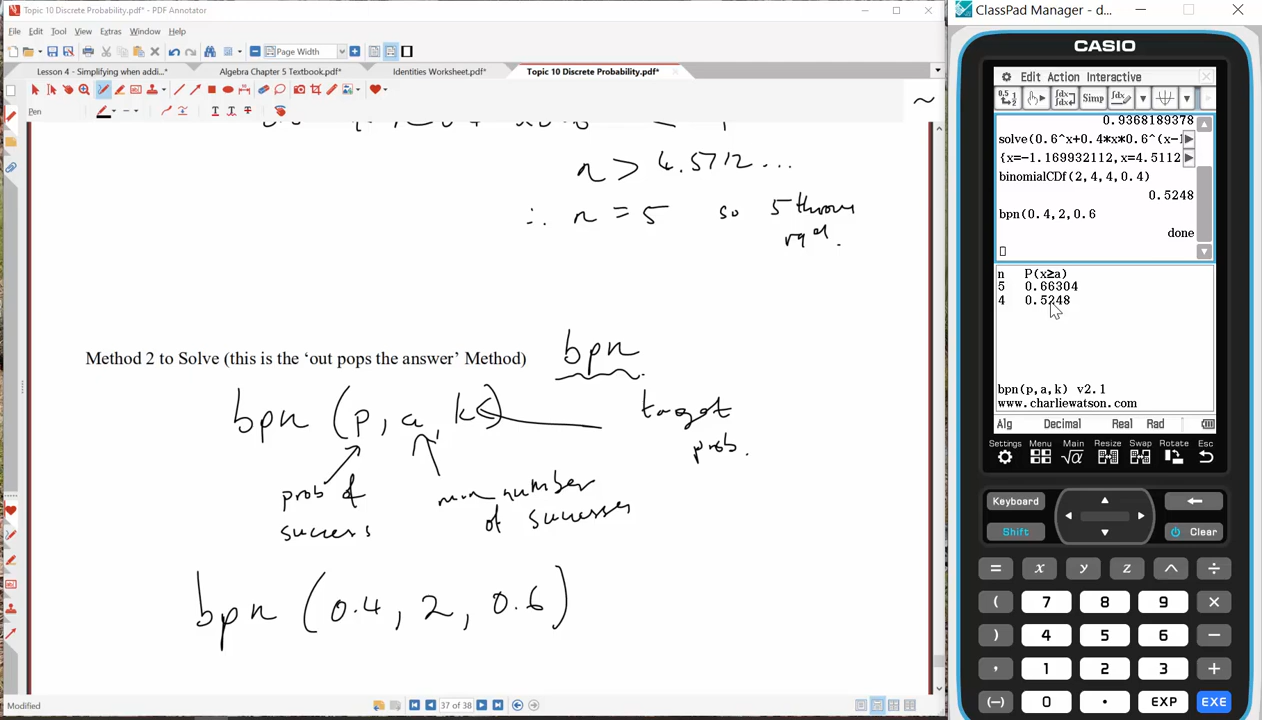 Topic 10 Discrete Probability.pdf* - PDF Annotator
File Edit Tool View Extras Window Help
Page Width
Lesson 4 - Simplifying when addi...* Algebra Chapter 5 Textbook.pdf* Identities Worksheet.pdf* Topic 10 Discrete Probability.pdf*
Pen
n > 4.5712...
∴ n = 5 so 5 throws
rqd.
Method 2 to Solve (this is the 'out pops the answer' Method) bpn
bpn (p, a, k) target
prob.
prob of
success
min number
of successes
bpn (0.4, 2, 0.6)
Modified
37 of 38
ClassPad Manager - d...
CASIO
Edit Action Interactive
Simp
0.9368189378
solve(0.6^x+0.4*x*0.6^(x-1
{x=-1.169932112,x=4.5112
binomialCDf(2,4,4,0.4)
0.5248
bpn(0.4,2,0.6
done
n P(x≥a)
5 0.66304
4 0.5248
bpn(p,a,k) v2.1
www.charliewatson.com
Alg Decimal Real Rad
Settings Menu Main Resize Swap Rotate Esc
Keyboard
Shift Clear
= x y z ^ ÷
( 7 8 9 ×
) 4 5 6 −
, 1 2 3 +
(−) 0 . EXP EXE